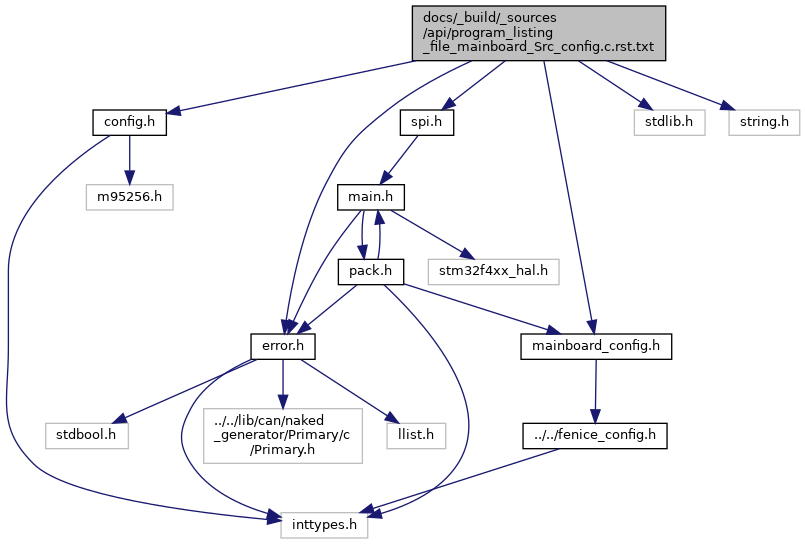 docs/_build/_sources
/api/program_listing
_file_mainboard_Src_config.c.rst.txt
config.h
spi.h
stdlib.h
string.h
m95256.h
main.h
pack.h
stm32f4xx_hal.h
error.h
mainboard_config.h
stdbool.h
../../lib/can/naked
_generator/Primary/c
/Primary.h
llist.h
../../fenice_config.h
inttypes.h